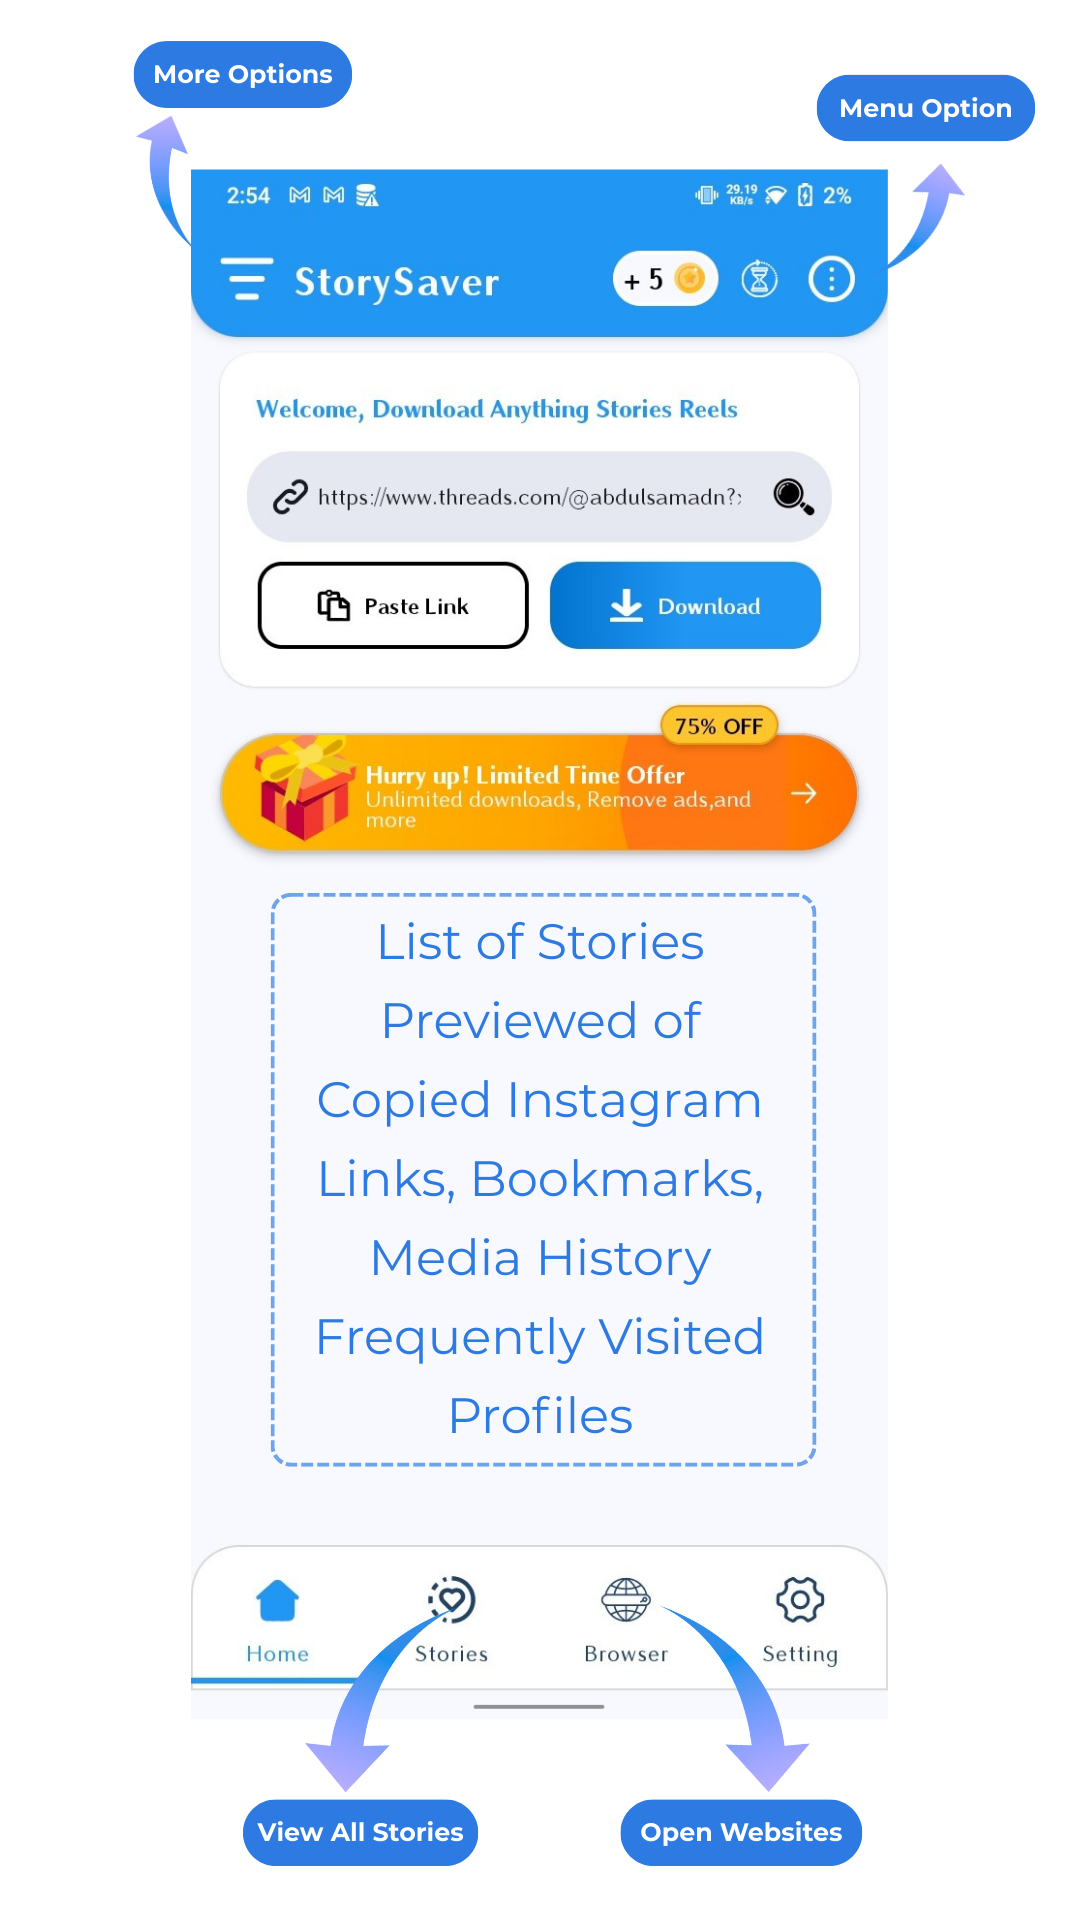 More Options
Menu Option
2:54
29.19
KB/s
2%
StorySaver
+ 5
Welcome, Download Anything Stories Reels
https://www.threads.com/@abdulsamadn?
Paste Link
Download
75% OFF
Hurry up! Limited Time Offer
Unlimited downloads, Remove ads,and
more
List of Stories
Previewed of
Copied Instagram
Links, Bookmarks,
Media History
Frequently Visited
Profiles
Home
Stories
Browser
Setting
View All Stories
Open Websites